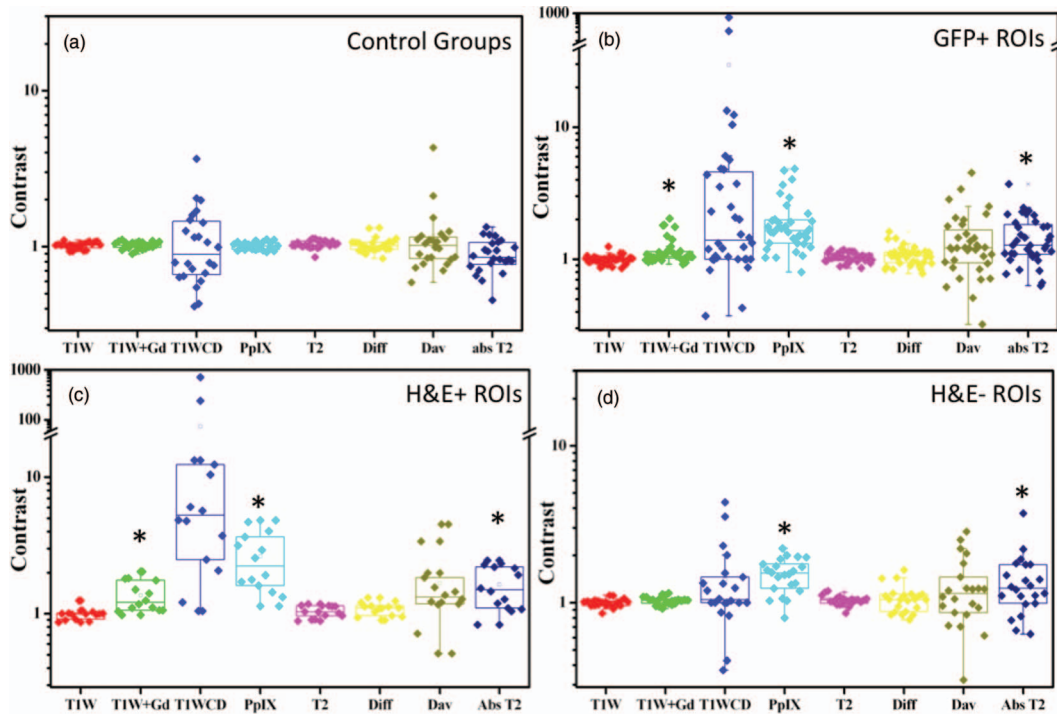 (a)
Control Groups
Contrast
10
1
T1W T1W+Gd T1WCD PpIX T2 Diff Dav abs T2
(b)
GFP+ ROIs
Contrast
1000
10
1
*
*
*
T1W T1W+Gd T1WCD PpIX T2 Diff Dav abs T2
(c)
H&E+ ROIs
Contrast
1000
100
10
1
*
*
*
T1W T1W+Gd T1WCD PpIX T2 Diff Dav Abs T2
(d)
H&E- ROIs
Contrast
10
1
*
*
T1W T1W+Gd T1WCD PpIX T2 Diff Dav Abs T2